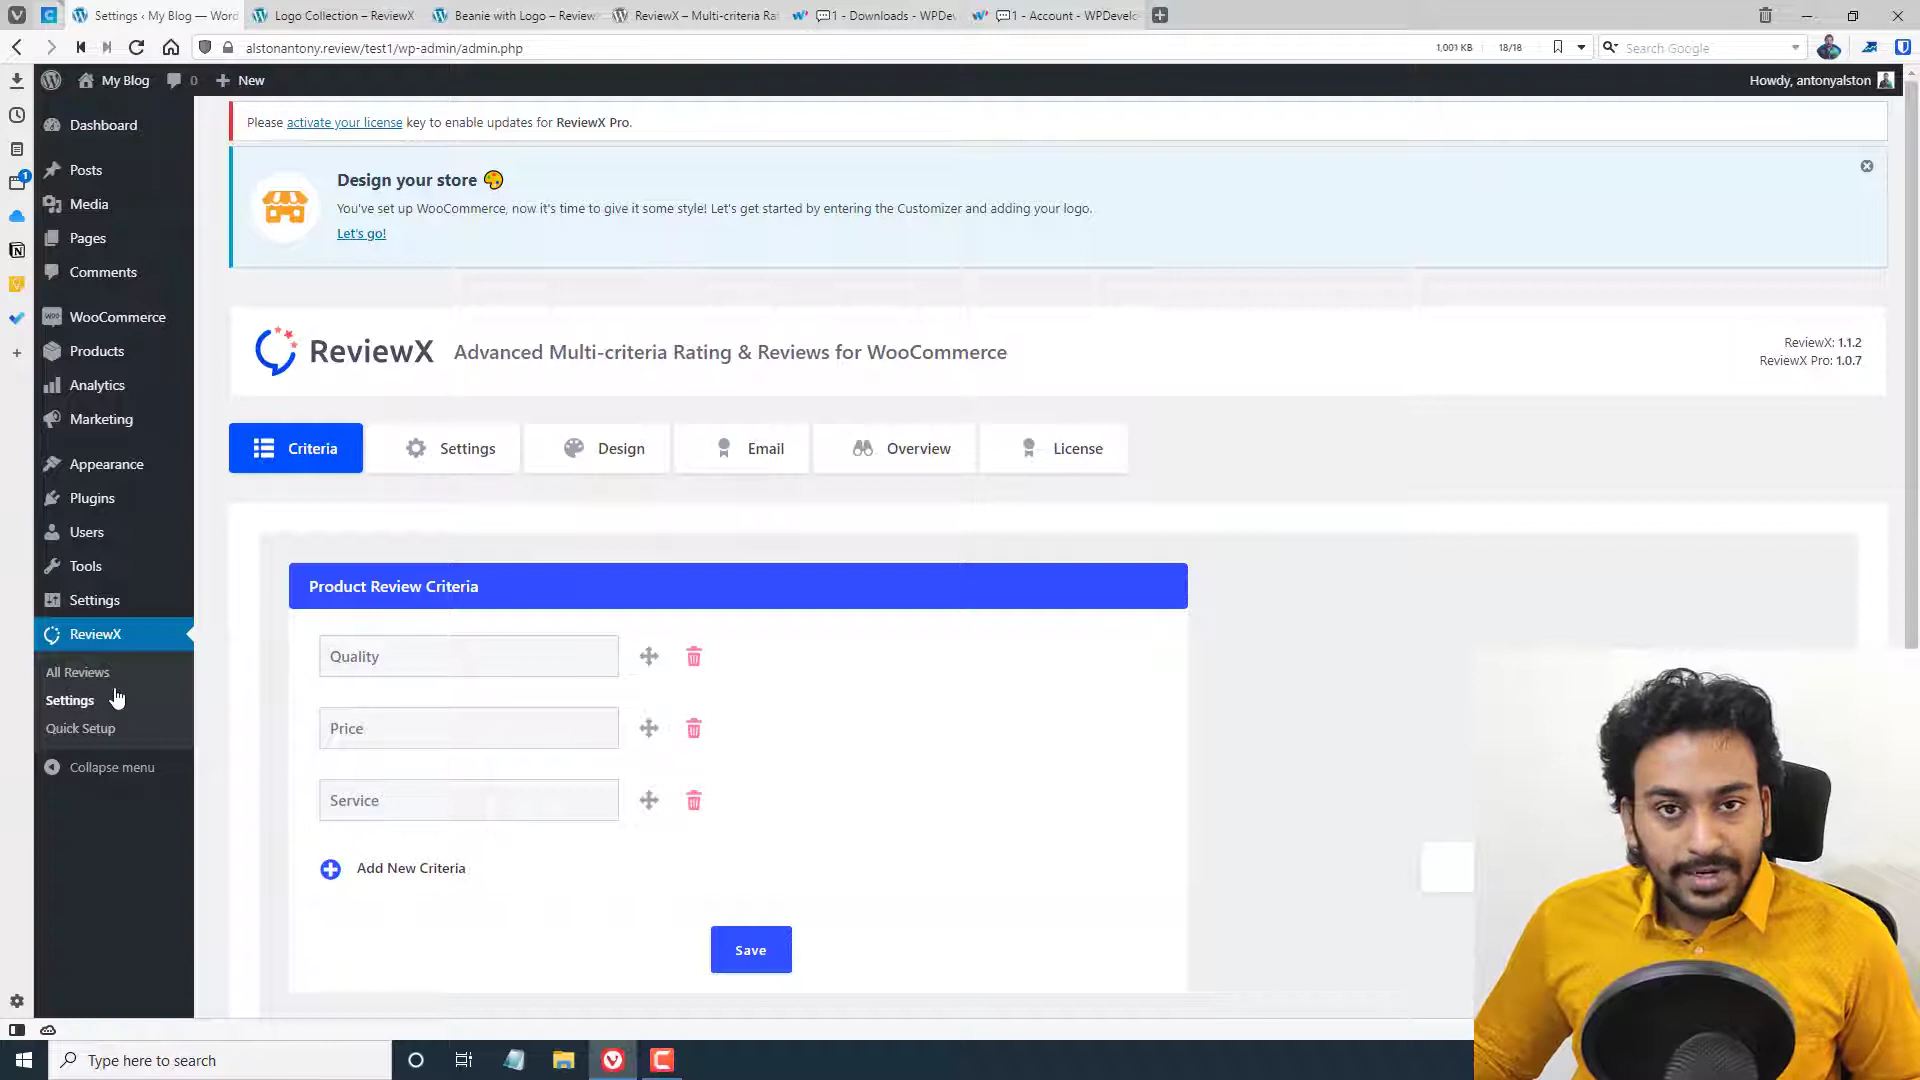 Settings ‹ My Blog — Word
Logo Collection – ReviewX
Beanie with Logo – Review
ReviewX – Multi-criteria Ra
1 - Downloads - WPDev
1 - Account - WPDevelo
alstonantony.review/test1/wp-admin/admin.php
1,001 KB
18/18
Search Google
My Blog
0
New
Howdy, antonyalston
1
Dashboard
Posts
Media
Pages
Comments
WooCommerce
Products
Analytics
Marketing
Appearance
Plugins
Users
Tools
Settings
ReviewX
All Reviews
Settings
Quick Setup
Collapse menu
Please activate your license key to enable updates for ReviewX Pro.
Design your store
You've set up WooCommerce, now it's time to give it some style! Let's get started by entering the Customizer and adding your logo.
Let's go!
ReviewX
Advanced Multi-criteria Rating & Reviews for WooCommerce
ReviewX: 1.1.2
ReviewX Pro: 1.0.7
Criteria
Settings
Design
Email
Overview
License
Product Review Criteria
Quality
Price
Service
Add New Criteria
Save
Type here to search